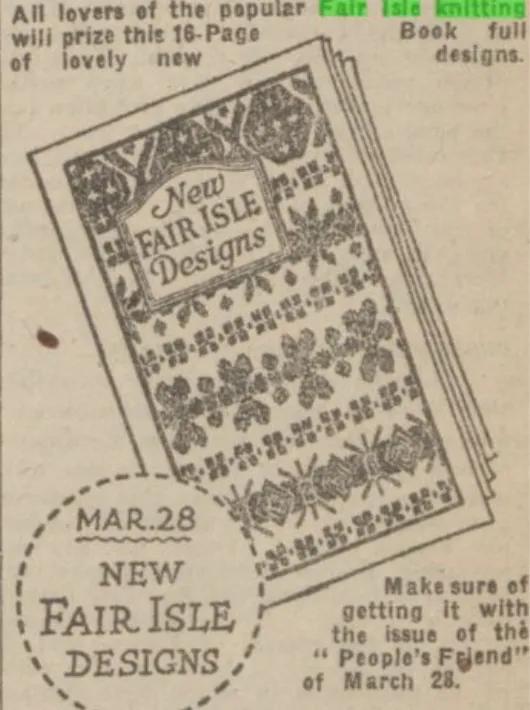 All lovers of the popular Fair Isle knitting
will prize this 16-Page Book full
of lovely new designs.
New
FAIR ISLE
Designs
MAR.28
NEW
FAIR ISLE
DESIGNS
Make sure of
getting it with
the issue of the
" People's Friend"
of March 28.